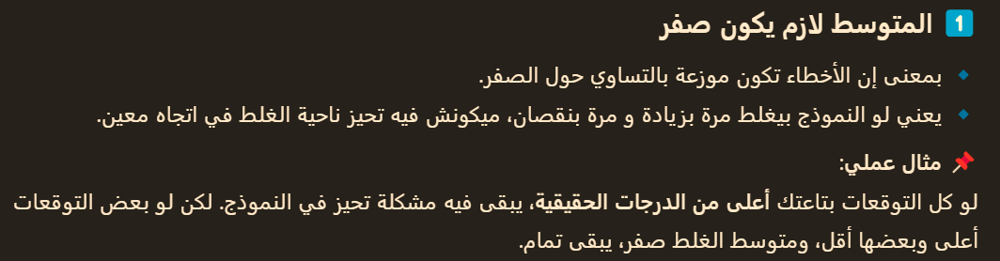 1 المتوسط لازم يكون صفر
🔹 بمعنى إن الأخطاء تكون موزعة بالتساوي حول الصفر.
🔹 يعني لو النموذج بيغلط مرة بزيادة و مرة بنقصان، ميكونش فيه تحيز ناحية الغلط في اتجاه معين.
📌 مثال عملي:
لو كل التوقعات بتاعتك أعلى من الدرجات الحقيقية، يبقى فيه مشكلة تحيز في النموذج. لكن لو بعض التوقعات
أعلى وبعضها أقل، ومتوسط الغلط صفر، يبقى تمام.